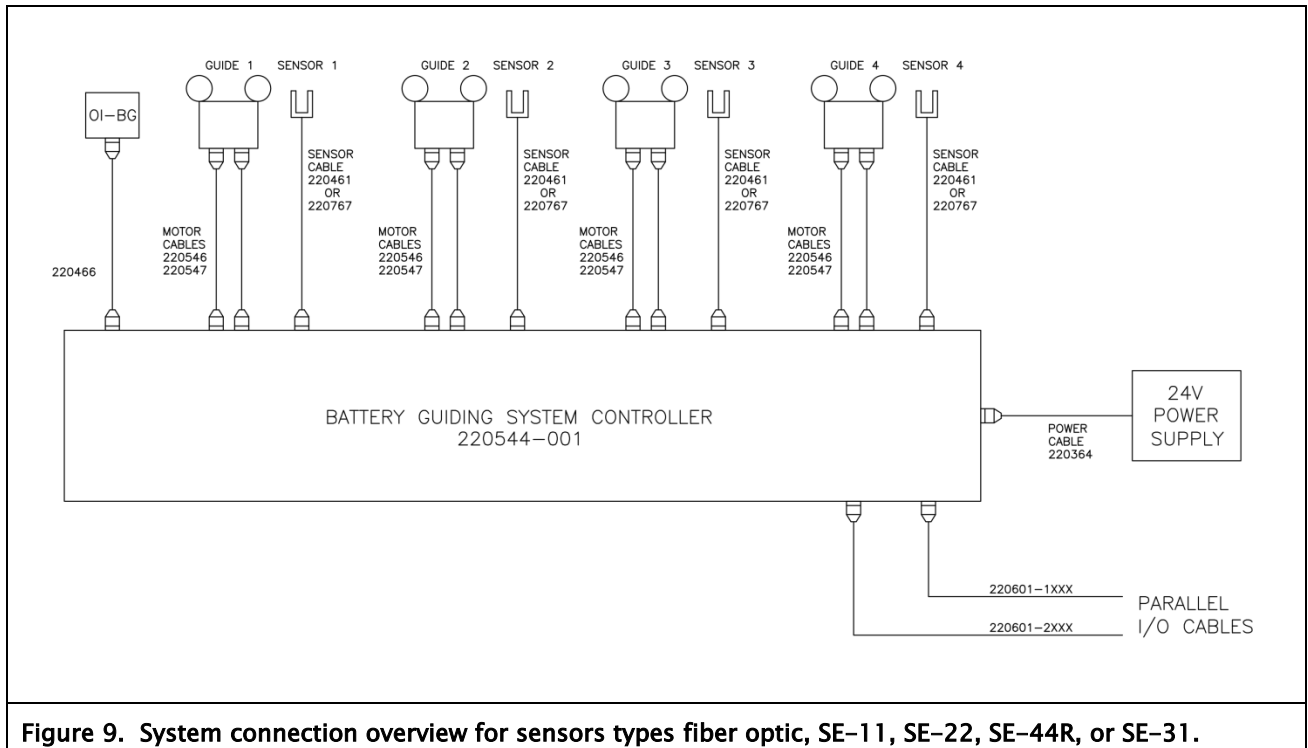 GUIDE 1
SENSOR 1
GUIDE 2
SENSOR 2
GUIDE 3
SENSOR 3
GUIDE 4
SENSOR 4
OI-BG
SENSOR
CABLE
220461
OR
220767
SENSOR
CABLE
220461
OR
220767
SENSOR
CABLE
220461
OR
220767
SENSOR
CABLE
220461
OR
220767
220466
MOTOR
CABLES
220546
220547
MOTOR
CABLES
220546
220547
MOTOR
CABLES
220546
220547
MOTOR
CABLES
220546
220547
BATTERY GUIDING SYSTEM CONTROLLER
220544-001
POWER
CABLE
220364
24V
POWER
SUPPLY
220601-1XXX
220601-2XXX
PARALLEL
I/O CABLES
Figure 9. System connection overview for sensors types fiber optic, SE-11, SE-22, SE-44R, or SE-31.